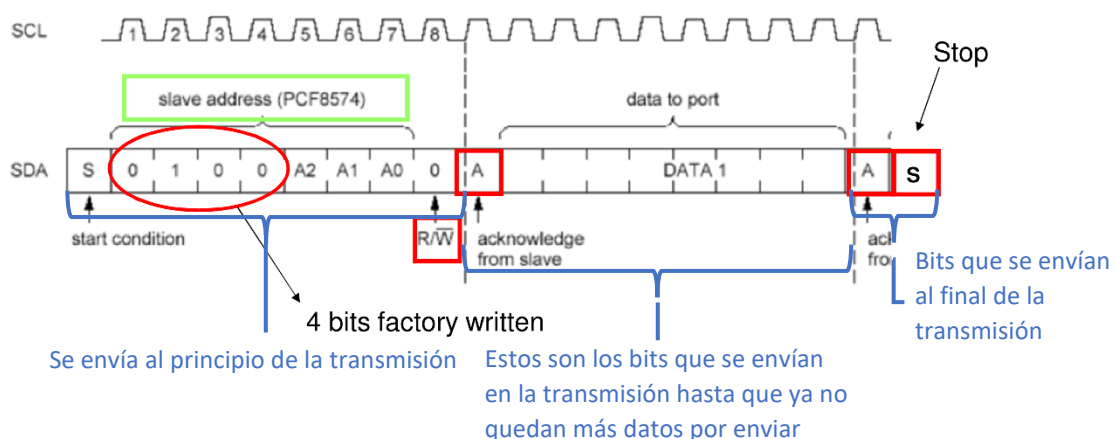 SCL 1 2 3 4 5 6 7 8
Stop
slave address (PCF8574) data to port
SDA S 0 1 0 0 A2 A1 A0 0 A DATA 1 A S
start condition R/W̅ acknowledge
from slave
4 bits factory written
Se envía al principio de la transmisión
Estos son los bits que se envían
en la transmisión hasta que ya no
quedan más datos por enviar
Bits que se envían
al final de la
transmisión